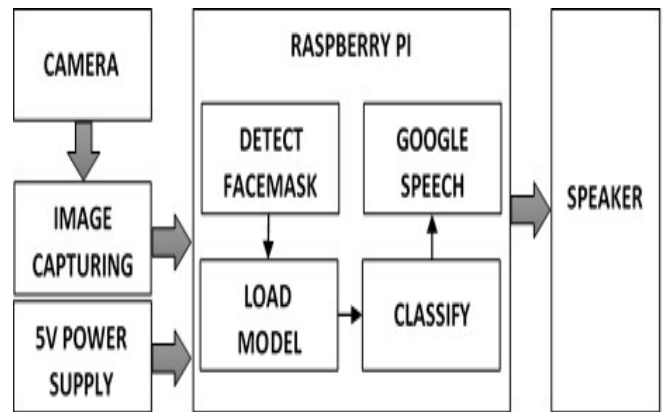 CAMERA
IMAGE
CAPTURING
5V POWER
SUPPLY
RASPBERRY PI
DETECT
FACEMASK
LOAD
MODEL
CLASSIFY
GOOGLE
SPEECH
SPEAKER